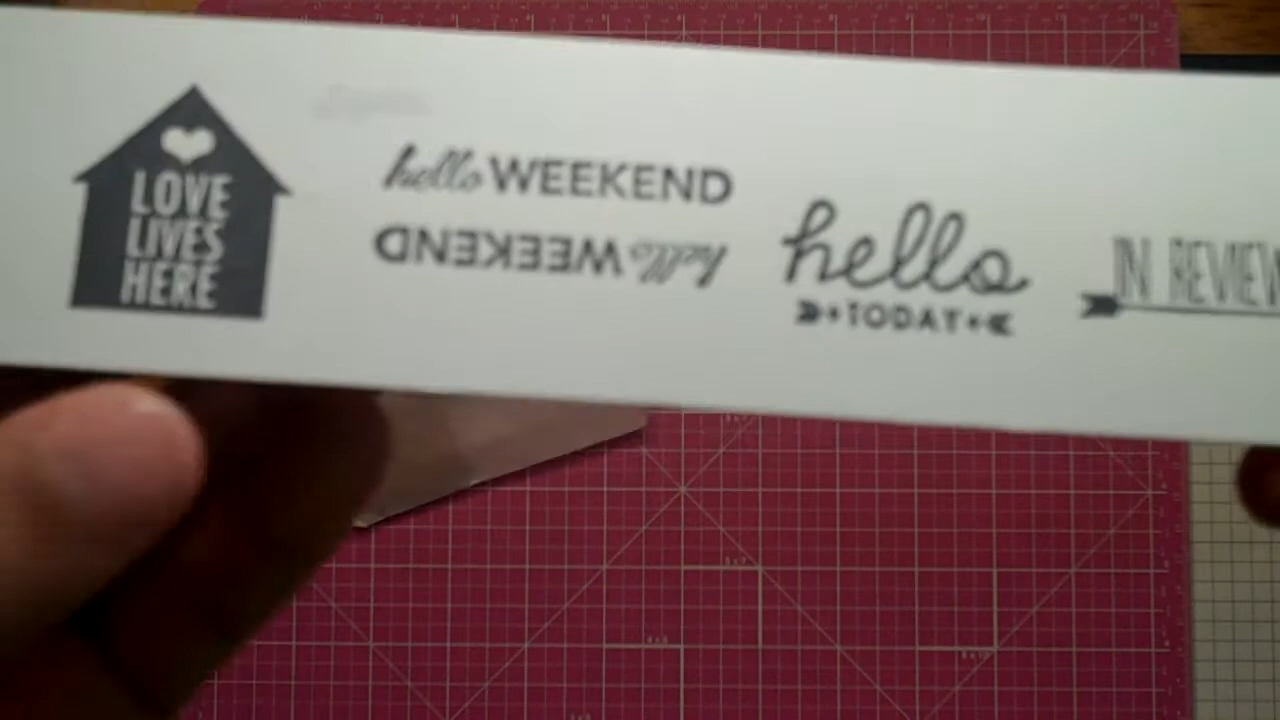 LOVE
LIVES
HERE
hello WEEKEND
hello WEEKEND
hello
TODAY
IN REVIEW